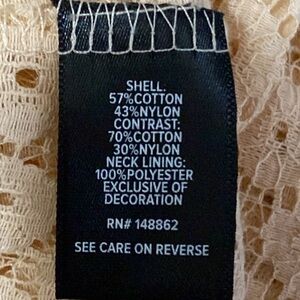 SHELL:
57%COTTON
43%NYLON
CONTRAST:
70%COTTON
30%NYLON
NECK LINING:
100%POLYESTER
EXCLUSIVE OF
DECORATION
RN# 148862
SEE CARE ON REVERSE